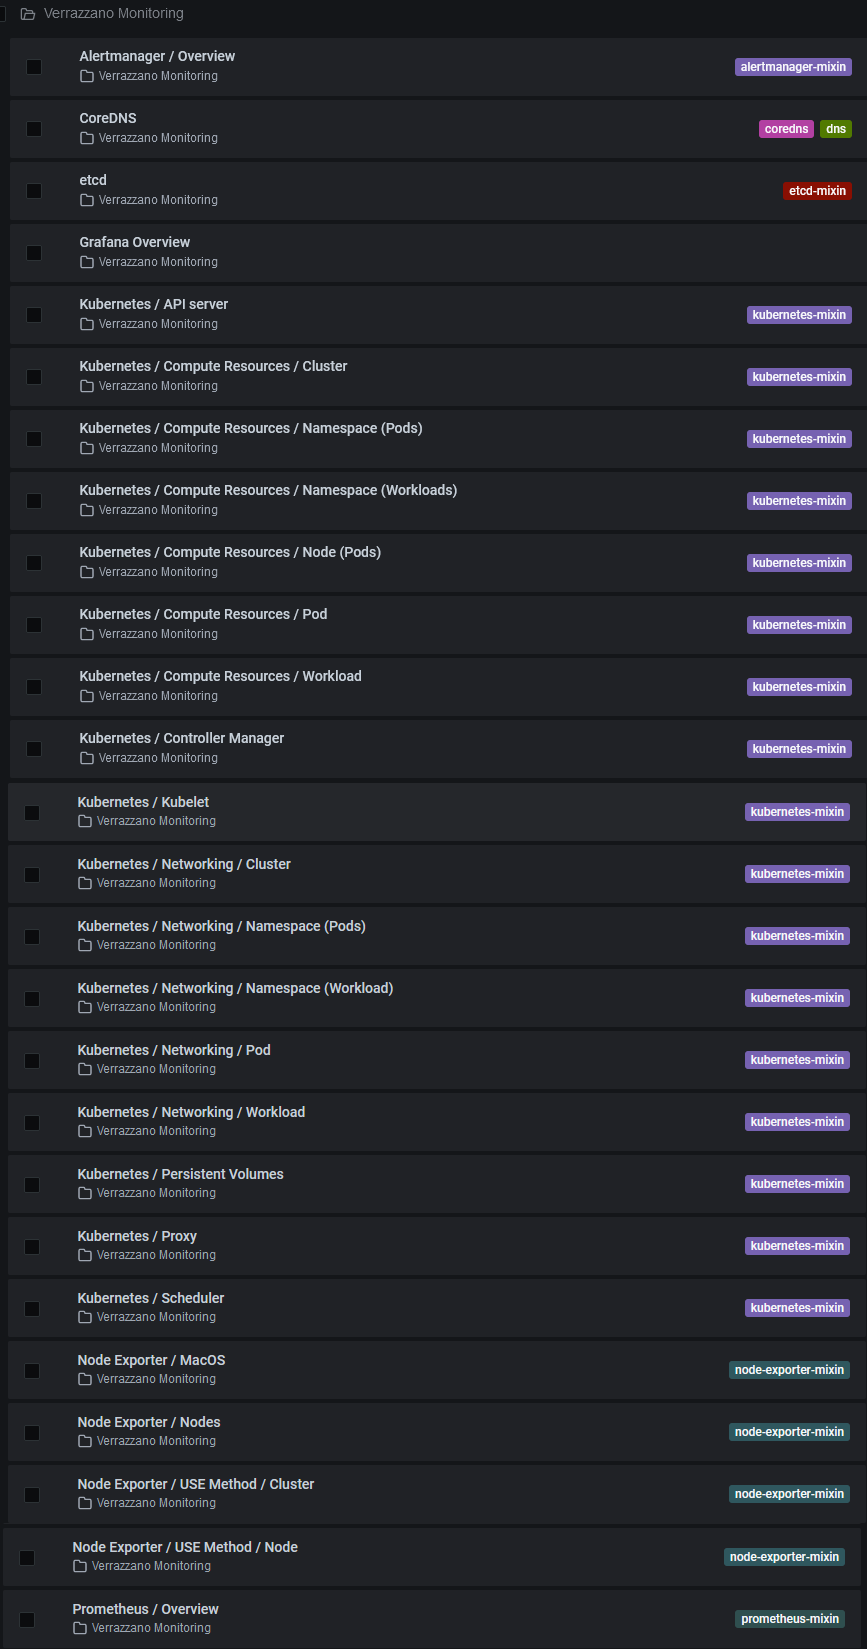 Verrazzano Monitoring
Alertmanager / Overview
Verrazzano Monitoring
alertmanager-mixin
CoreDNS
Verrazzano Monitoring
coredns dns
etcd
Verrazzano Monitoring
etcd-mixin
Grafana Overview
Verrazzano Monitoring
Kubernetes / API server
Verrazzano Monitoring
kubernetes-mixin
Kubernetes / Compute Resources / Cluster
Verrazzano Monitoring
kubernetes-mixin
Kubernetes / Compute Resources / Namespace (Pods)
Verrazzano Monitoring
kubernetes-mixin
Kubernetes / Compute Resources / Namespace (Workloads)
Verrazzano Monitoring
kubernetes-mixin
Kubernetes / Compute Resources / Node (Pods)
Verrazzano Monitoring
kubernetes-mixin
Kubernetes / Compute Resources / Pod
Verrazzano Monitoring
kubernetes-mixin
Kubernetes / Compute Resources / Workload
Verrazzano Monitoring
kubernetes-mixin
Kubernetes / Controller Manager
Verrazzano Monitoring
kubernetes-mixin
Kubernetes / Kubelet
Verrazzano Monitoring
kubernetes-mixin
Kubernetes / Networking / Cluster
Verrazzano Monitoring
kubernetes-mixin
Kubernetes / Networking / Namespace (Pods)
Verrazzano Monitoring
kubernetes-mixin
Kubernetes / Networking / Namespace (Workload)
Verrazzano Monitoring
kubernetes-mixin
Kubernetes / Networking / Pod
Verrazzano Monitoring
kubernetes-mixin
Kubernetes / Networking / Workload
Verrazzano Monitoring
kubernetes-mixin
Kubernetes / Persistent Volumes
Verrazzano Monitoring
kubernetes-mixin
Kubernetes / Proxy
Verrazzano Monitoring
kubernetes-mixin
Kubernetes / Scheduler
Verrazzano Monitoring
kubernetes-mixin
Node Exporter / MacOS
Verrazzano Monitoring
node-exporter-mixin
Node Exporter / Nodes
Verrazzano Monitoring
node-exporter-mixin
Node Exporter / USE Method / Cluster
Verrazzano Monitoring
node-exporter-mixin
Node Exporter / USE Method / Node
Verrazzano Monitoring
node-exporter-mixin
Prometheus / Overview
Verrazzano Monitoring
prometheus-mixin